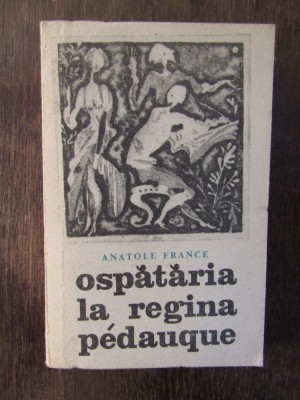 ANATOLE FRANCE
ospătăria
la regina
pédauque